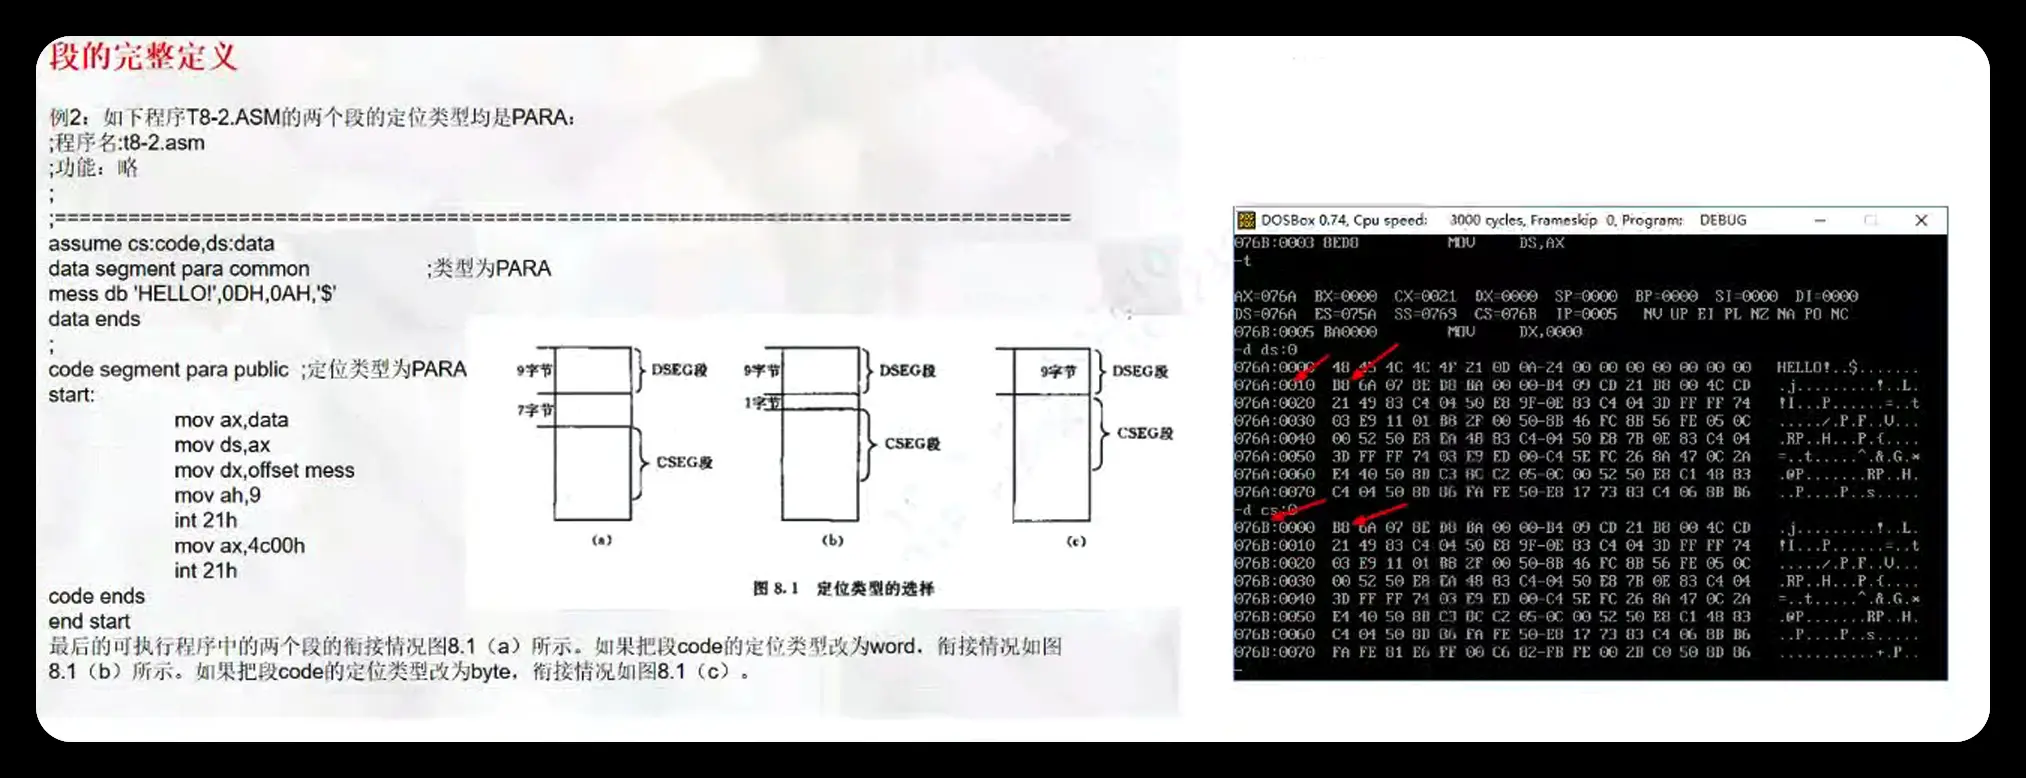 段的完整定义
例2：如下程序T8-2.ASM的两个段的定位类型均是PARA：
;程序名:t8-2.asm
;功能：略
;
;==================================================================================
assume cs:code,ds:data
data segment para common ;类型为PARA
mess db 'HELLO!',0DH,0AH,'$'
data ends
;
code segment para public ;定位类型为PARA
start:
mov ax,data
mov ds,ax
mov dx,offset mess
mov ah,9
int 21h
mov ax,4c00h
int 21h
code ends
end start
最后的可执行程序中的两个段的衔接情况图8.1（a）所示。如果把段code的定位类型改为word，衔接情况如图
8.1（b）所示。如果把段code的定位类型改为byte，衔接情况如图8.1（c）。
9字节 DSEG段
7字节
CSEG段
(a)
9字节 DSEG段
1字节
CSEG段
(b)
9字节 DSEG段
CSEG段
(c)
图 8.1 定位类型的选择
DOSBox 0.74, Cpu speed: 3000 cycles, Frameskip 0, Program: DEBUG
076B:0003 8ED8 MOV DS,AX
-t
AX=076A BX=0000 CX=0021 DX=0000 SP=0000 BP=0000 SI=0000 DI=0000
DS=076A ES=075A SS=0769 CS=076B IP=0005 NV UP EI PL NZ NA PO NC
076B:0005 BA0000 MOV DX,0000
-d ds:0
076A:0000 48 45 4C 4C 4F 21 0D 0A-24 00 00 00 00 00 00 00 HELLO!..$.......
076A:0010 B8 6A 07 8E D8 BA 00 00-B4 09 CD 21 B8 00 4C CD .j.........!..L.
076A:0020 21 49 83 C4 04 50 E8 9F-0E 83 C4 04 3D FF FF 74 !I...P......=..t
076A:0030 03 E9 11 01 B8 2F 00 50-8B 46 FC 8B 56 FE 05 0C ...../.P.F..V...
076A:0040 00 52 50 E8 EA 48 83 C4-04 50 E8 7B 0E 83 C4 04 .RP..H...P.{....
076A:0050 3D FF FF 74 03 E9 ED 00-C4 5E FC 26 8A 47 0C 2A =..t.....^.&.G.*
076A:0060 E4 40 50 8B C3 8C C2 05-0C 00 52 50 E8 C1 48 83 .@P.......RP..H.
076A:0070 C4 04 50 8D 86 FA FE 50-E8 17 73 83 C4 06 8B B6 ..P....P..s.....
-d cs:0
076B:0000 B8 6A 07 8E D8 BA 00 00-B4 09 CD 21 B8 00 4C CD .j.........!..L.
076B:0010 21 49 83 C4 04 50 E8 9F-0E 83 C4 04 3D FF FF 74 !I...P......=..t
076B:0020 03 E9 11 01 B8 2F 00 50-8B 46 FC 8B 56 FE 05 0C ...../.P.F..V...
076B:0030 00 52 50 E8 EA 48 83 C4-04 50 E8 7B 0E 83 C4 04 .RP..H...P.{....
076B:0040 3D FF FF 74 03 E9 ED 00-C4 5E FC 26 8A 47 0C 2A =..t.....^.&.G.*
076B:0050 E4 40 50 8B C3 8C C2 05-0C 00 52 50 E8 C1 48 83 .@P.......RP..H.
076B:0060 C4 04 50 8D 86 FA FE 50-E8 17 73 83 C4 06 8B B6 ..P....P..s.....
076B:0070 FA FE 81 E6 FF 00 C6 82-FB FE 00 2B C0 50 8D 86 ...........+.P..
-